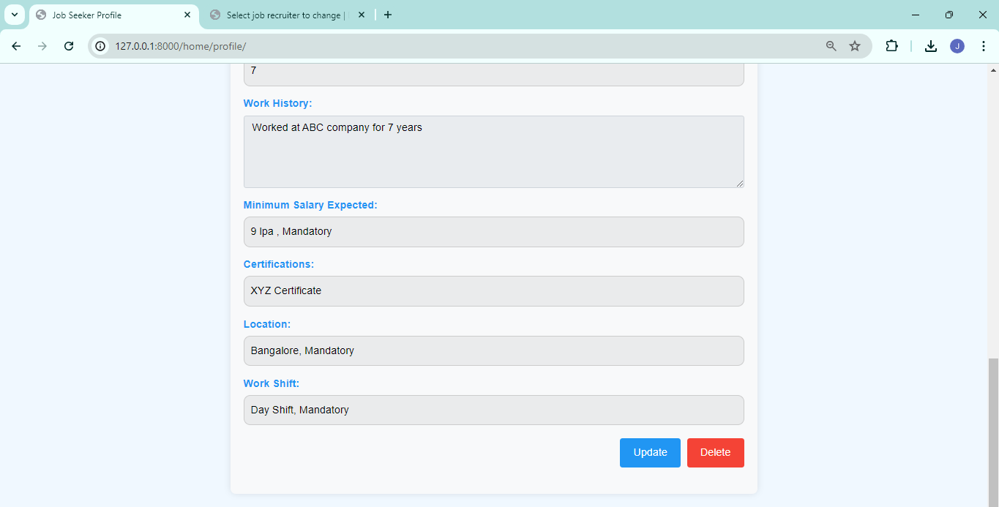 Job Seeker Profile
Select job recruiter to change |
127.0.0.1:8000/home/profile/
J
7
Work History:
Worked at ABC company for 7 years
Minimum Salary Expected:
9 lpa , Mandatory
Certifications:
XYZ Certificate
Location:
Bangalore, Mandatory
Work Shift:
Day Shift, Mandatory
Update
Delete